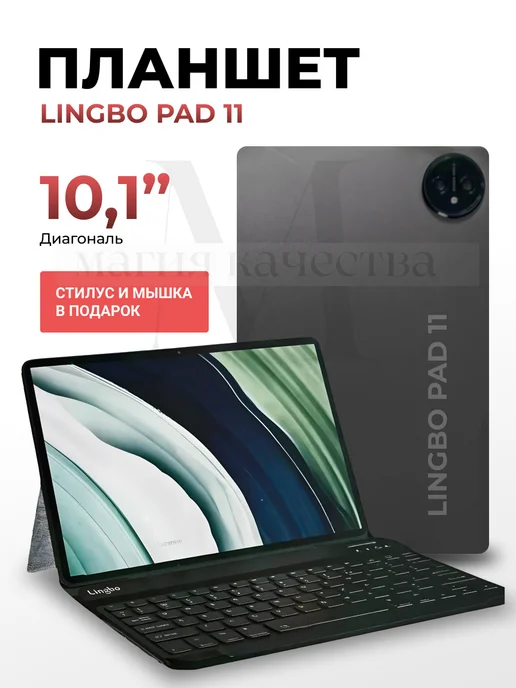 ПЛАНШЕТ
LINGBO PAD 11
10,1”
Диагональ
магия качества
СТИЛУС И МЫШКА
В ПОДАРОК
LINGBO PAD 11
Lingbo